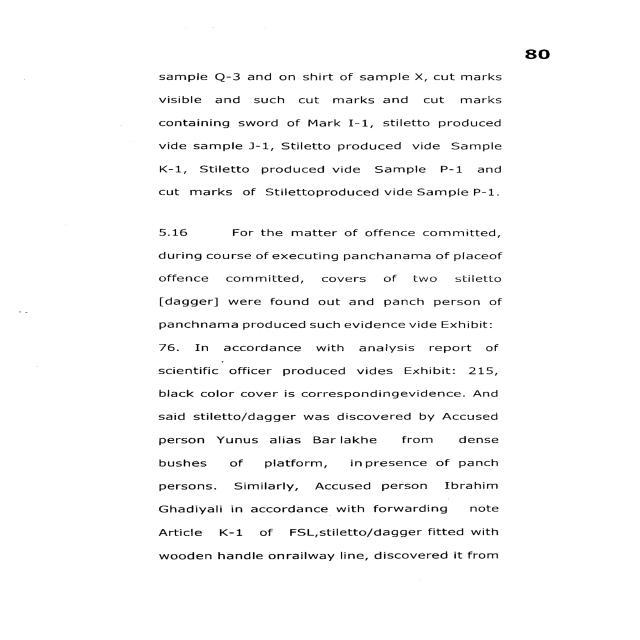 80
sample Q-3 and on shirt of sample X, cut marks
visible and such cut marks and cut marks
containing sword of Mark I-1, stiletto produced
vide sample J-1, Stiletto produced vide Sample
K-1, Stiletto produced vide Sample P-1 and
cut marks of Stilettoproduced vide Sample P-1.
5.16 For the matter of offence committed,
during course of executing panchanama of placeof
offence committed, covers of two stiletto
[dagger] were found out and panch person of
panchnama produced such evidence vide Exhibit:
76. In accordance with analysis report of
scientific officer produced vides Exhibit: 215,
black color cover is correspondingevidence. And
said stiletto/dagger was discovered by Accused
person Yunus alias Bar lakhe from dense
bushes of platform, inpresence of panch
persons. Similarly, Accused person Ibrahim
Ghadiyali in accordance with forwarding note
Article K-1 of FSL,stiletto/dagger fitted with
wooden handle onrailway line, discovered it from